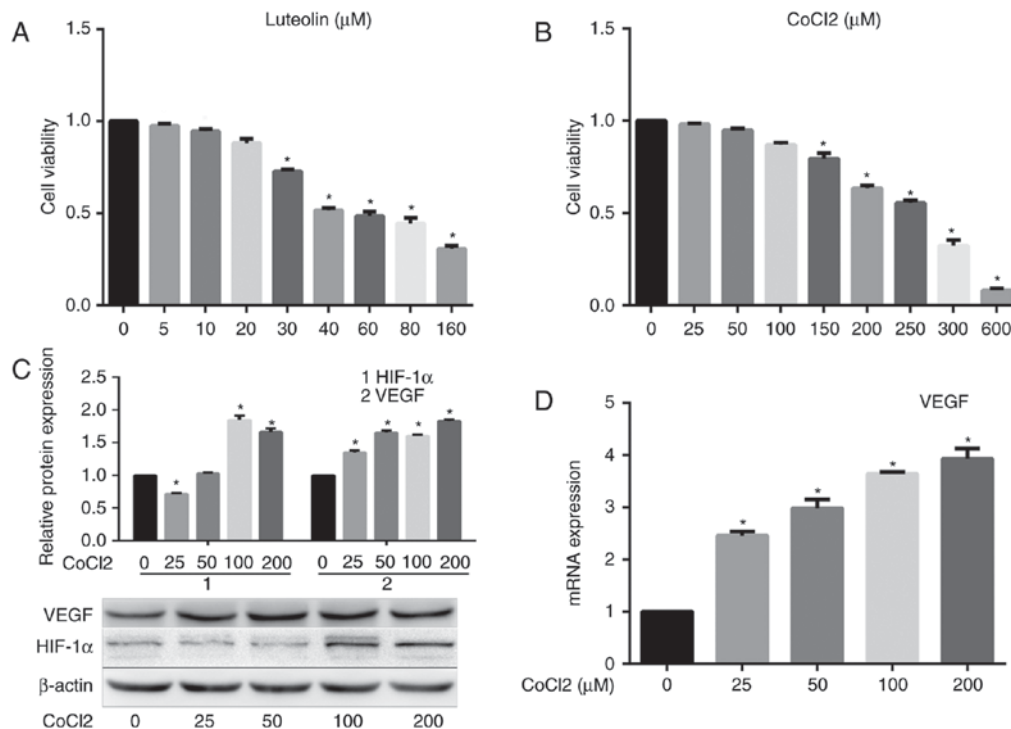 A
Luteolin (μM)
Cell viability
1.5
1.0
0.5
0.0
* * * * *
0 5 10 20 30 40 60 80 160
B
CoCl2 (μM)
Cell viability
1.5
1.0
0.5
0.0
* * * * *
0 25 50 100 150 200 250 300 600
C
Relative protein expression
2.5
2.0
1.5
1.0
0.5
0.0
1 HIF-1α
2 VEGF
* * * * * * *
CoCl2 0 25 50 100 200 0 25 50 100 200
1 2
VEGF
HIF-1α
β-actin
CoCl2 0 25 50 100 200
D
VEGF
mRNA expression
5
4
3
2
1
0
* * * *
CoCl2 (μM) 0 25 50 100 200